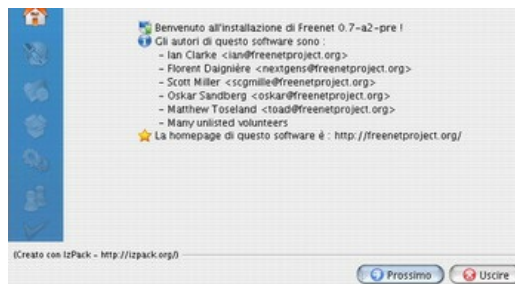 Benvenuto all'installazione di Freenet 0.7-a2-pre !
Gli autori di questo software sono :
- Ian Clarke <ian@freenetproject.org>
- Florent Daignière <nextgens@freenetproject.org>
- Scott Miller <scgmille@freenetproject.org>
- Oskar Sandberg <oskar@freenetproject.org>
- Matthew Toseland <toad@freenetproject.org>
- Many unlisted volunteers
La homepage di questo software è : http://freenetproject.org/
(Creato con IzPack - http://izpack.org/)
Prossimo
Uscire